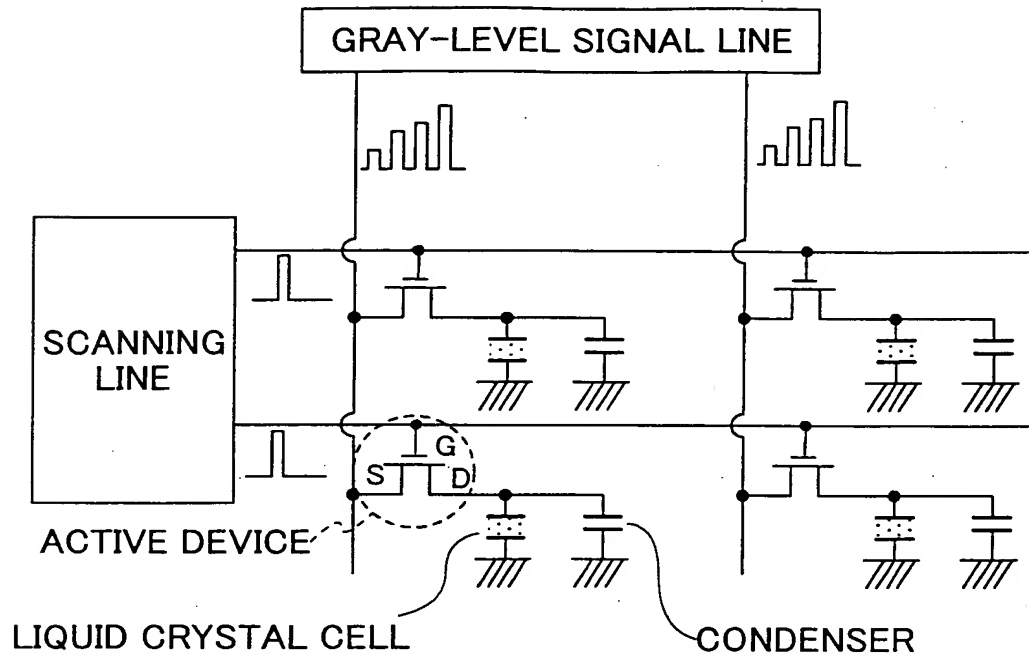 GRAY-LEVEL SIGNAL LINE
SCANNING
LINE
G
S
D
ACTIVE DEVICE
LIQUID CRYSTAL CELL
CONDENSER